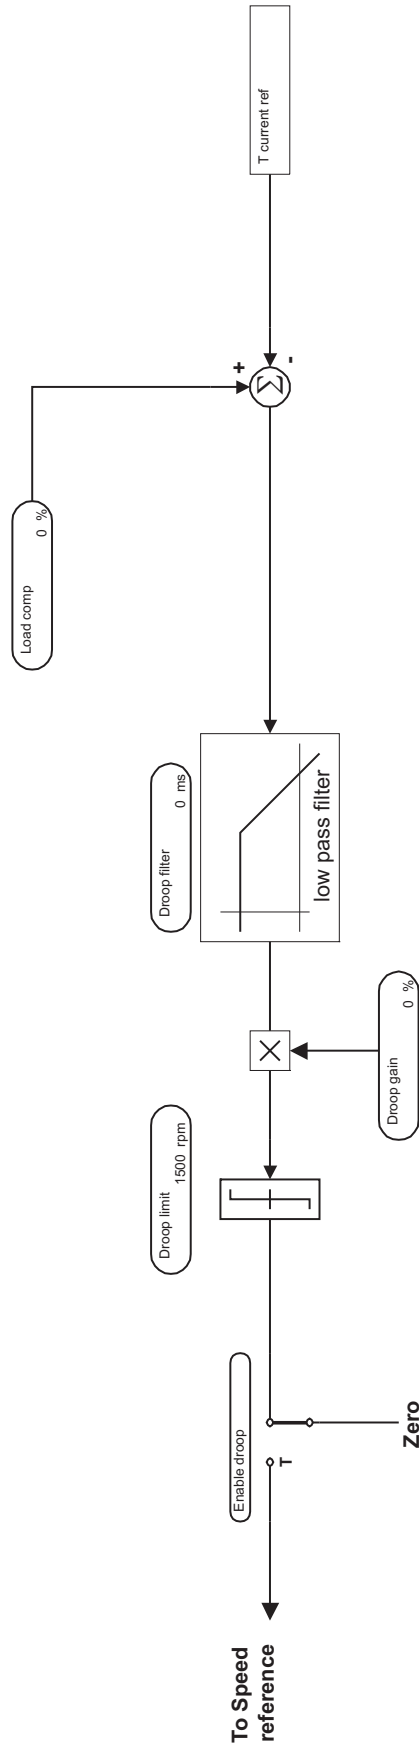 T current ref
+
-
Σ
Load comp
0 %
Droop filter
0 ms
low pass filter
Droop gain
0 %
Droop limit
1500 rpm
Enable droop
T
Zero
To Speed
reference